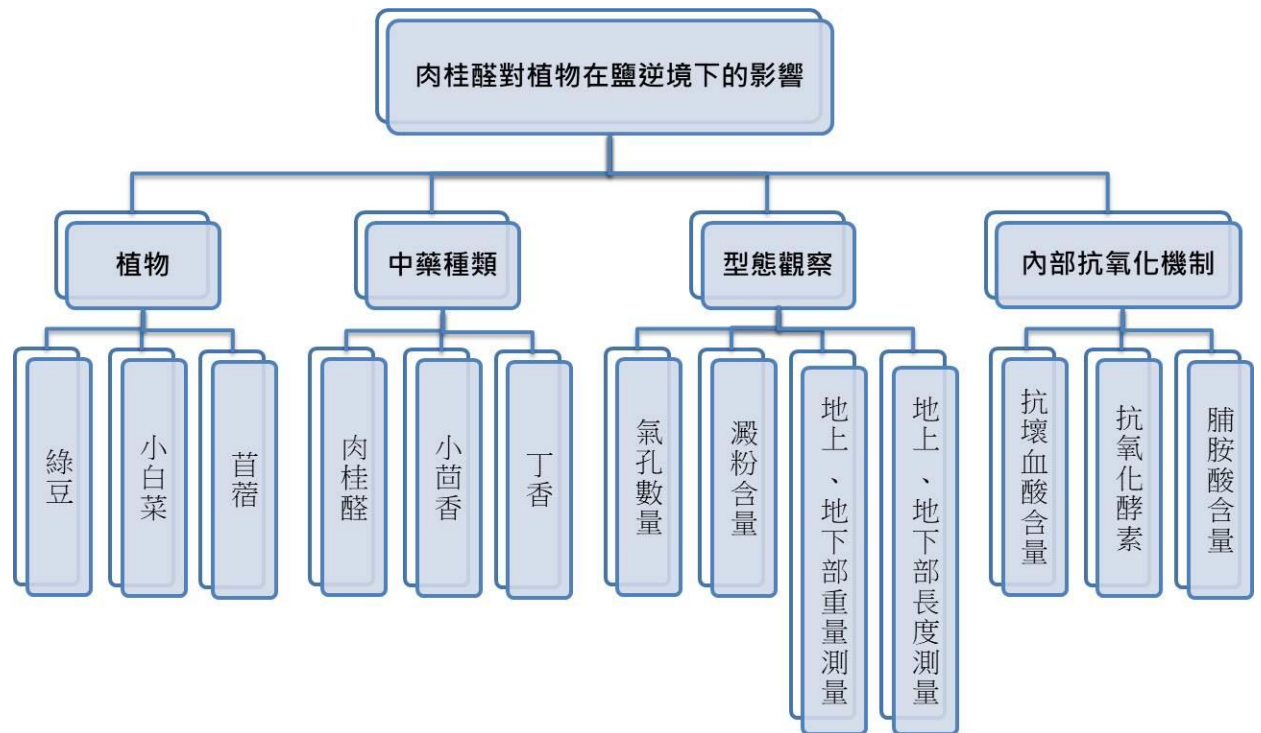 肉桂醛對植物在鹽逆境下的影響
植物
中藥種類
型態觀察
內部抗氧化機制
綠豆
小白菜
苜蓿
肉桂醛
小茴香
丁香
氣孔數量
澱粉含量
地上、地下部重量測量
地上、地下部長度測量
抗壞血酸含量
抗氧化酵素
脯胺酸含量